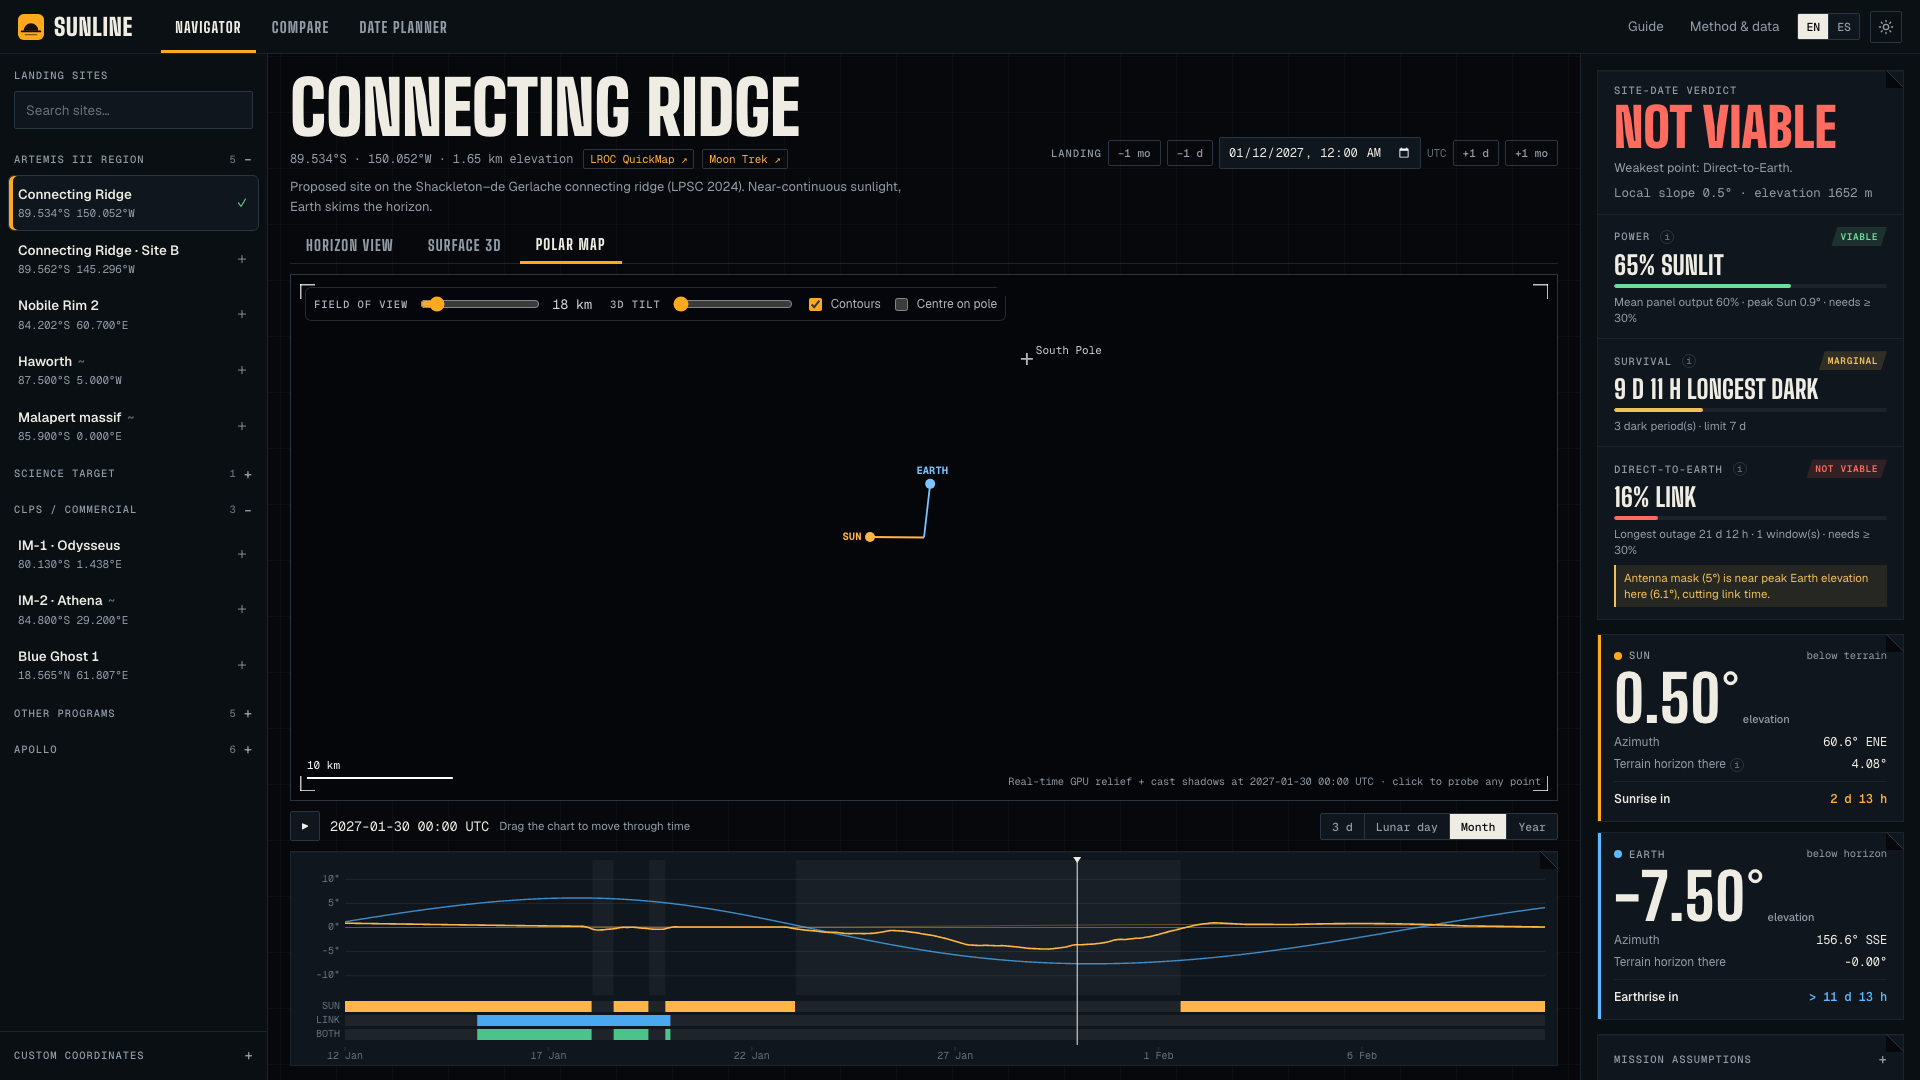 SUNLINE
NAVIGATOR
COMPARE
DATE PLANNER
Guide
Method & data
EN
ES
LANDING SITES
Search sites…
ARTEMIS III REGION
5 −
Connecting Ridge
89.534°S 150.052°W
✓
Connecting Ridge · Site B
89.562°S 145.296°W
+
Nobile Rim 2
84.202°S 60.700°E
+
Haworth ~
87.500°S 5.000°W
+
Malapert massif ~
85.900°S 0.000°E
+
SCIENCE TARGET
1 +
CLPS / COMMERCIAL
3 −
IM-1 · Odysseus
80.130°S 1.438°E
+
IM-2 · Athena ~
84.800°S 29.200°E
+
Blue Ghost 1
18.565°N 61.807°E
+
OTHER PROGRAMS
5 +
APOLLO
6 +
CUSTOM COORDINATES
+
CONNECTING RIDGE
89.534°S · 150.052°W · 1.65 km elevation
LROC QuickMap ↗
Moon Trek ↗
Proposed site on the Shackleton–de Gerlache connecting ridge (LPSC 2024). Near-continuous sunlight,
Earth skims the horizon.
LANDING
−1 mo
−1 d
01/12/2027, 12:00 AM
UTC
+1 d
+1 mo
HORIZON VIEW
SURFACE 3D
POLAR MAP
FIELD OF VIEW
18 km
3D TILT
Contours
Centre on pole
South Pole
EARTH
SUN
10 km
Real-time GPU relief + cast shadows at 2027-01-30 00:00 UTC · click to probe any point
2027-01-30 00:00 UTC
Drag the chart to move through time
3 d
Lunar day
Month
Year
10°
5°
0°
−5°
−10°
SUN
LINK
BOTH
12 Jan
17 Jan
22 Jan
27 Jan
1 Feb
6 Feb
SITE-DATE VERDICT
NOT VIABLE
Weakest point: Direct-to-Earth.
Local slope 0.5° · elevation 1652 m
POWER i
VIABLE
65% SUNLIT
Mean panel output 60% · peak Sun 0.9° · needs ≥
30%
SURVIVAL i
MARGINAL
9 D 11 H LONGEST DARK
3 dark period(s) · limit 7 d
DIRECT-TO-EARTH i
NOT VIABLE
16% LINK
Longest outage 21 d 12 h · 1 window(s) · needs ≥
30%
Antenna mask (5°) is near peak Earth elevation
here (6.1°), cutting link time.
SUN
below terrain
0.50° elevation
Azimuth
60.6° ENE
Terrain horizon there i
4.08°
Sunrise in
2 d 13 h
EARTH
below horizon
−7.50° elevation
Azimuth
156.6° SSE
Terrain horizon there
-0.00°
Earthrise in
> 11 d 13 h
MISSION ASSUMPTIONS
+